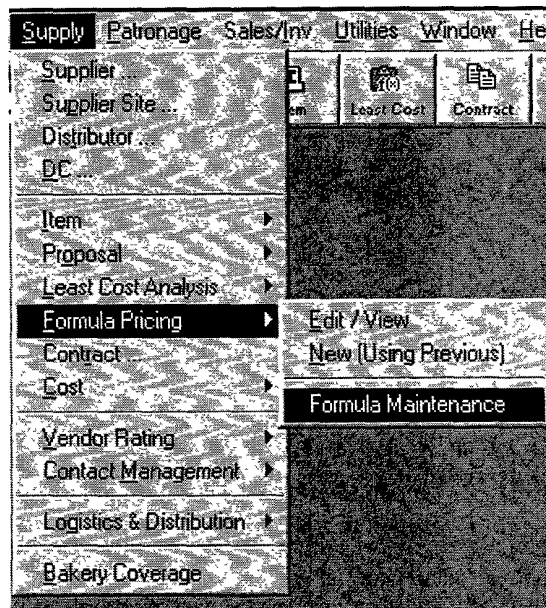 Supply Patronage Sales/Inv Utilities Window He
Supplier ...
Supplier Site ...
Distributor ...
DC ...
em Least Cost Contract
Item
Proposal
Least Cost Analysis
Formula Pricing
Edit / View
New (Using Previous)
Formula Maintenance
Contract ...
Cost
Vendor Rating
Contact Management
Logistics & Distribution
Bakery Coverage